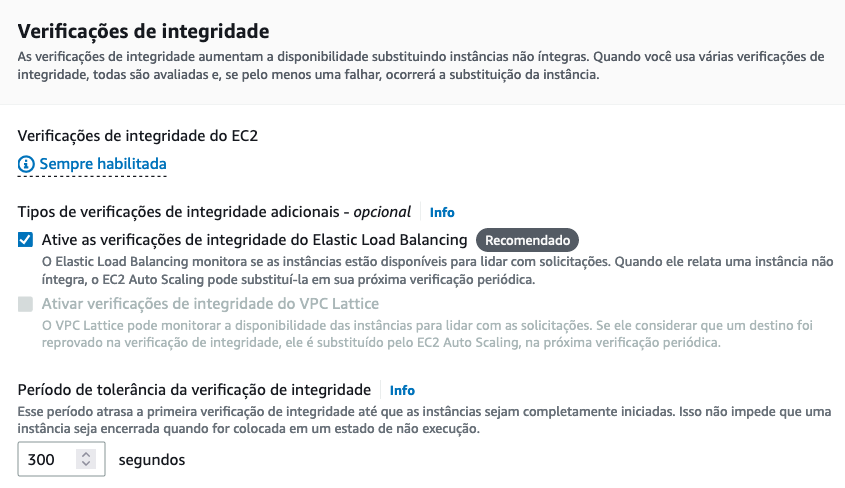 Verificações de integridade
As verificações de integridade aumentam a disponibilidade substituindo instâncias não íntegras. Quando você usa várias verificações de
integridade, todas são avaliadas e, se pelo menos uma falhar, ocorrerá a substituição da instância.
Verificações de integridade do EC2
Sempre habilitada
Tipos de verificações de integridade adicionais - opcional Info
Ative as verificações de integridade do Elastic Load Balancing Recomendado
O Elastic Load Balancing monitora se as instâncias estão disponíveis para lidar com solicitações. Quando ele relata uma instância não
íntegra, o EC2 Auto Scaling pode substituí-la em sua próxima verificação periódica.
Ativar verificações de integridade do VPC Lattice
O VPC Lattice pode monitorar a disponibilidade das instâncias para lidar com as solicitações. Se ele considerar que um destino foi
reprovado na verificação de integridade, ele é substituído pelo EC2 Auto Scaling, na próxima verificação periódica.
Período de tolerância da verificação de integridade Info
Esse período atrasa a primeira verificação de integridade até que as instâncias sejam completamente iniciadas. Isso não impede que uma
instância seja encerrada quando for colocada em um estado de não execução.
300 segundos